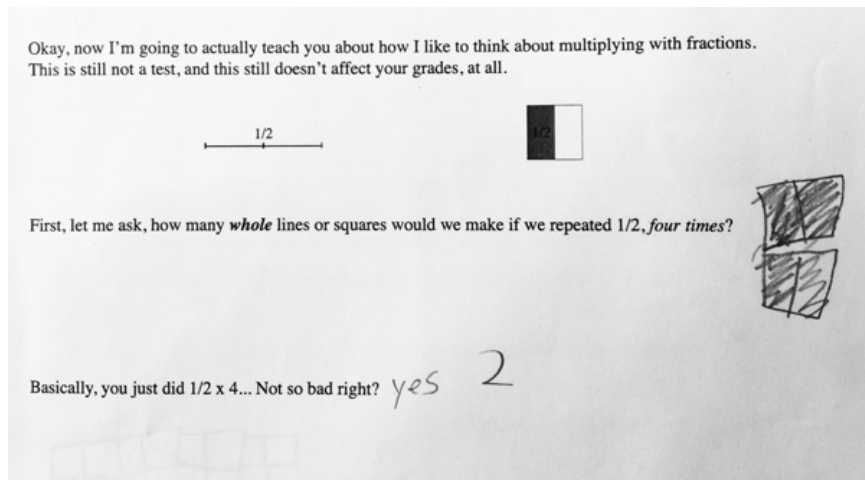 Okay, now I'm going to actually teach you about how I like to think about multiplying with fractions.
This is still not a test, and this still doesn't affect your grades, at all.
1/2
1/2
First, let me ask, how many whole lines or squares would we make if we repeated 1/2, four times?
Basically, you just did 1/2 x 4... Not so bad right? yes 2